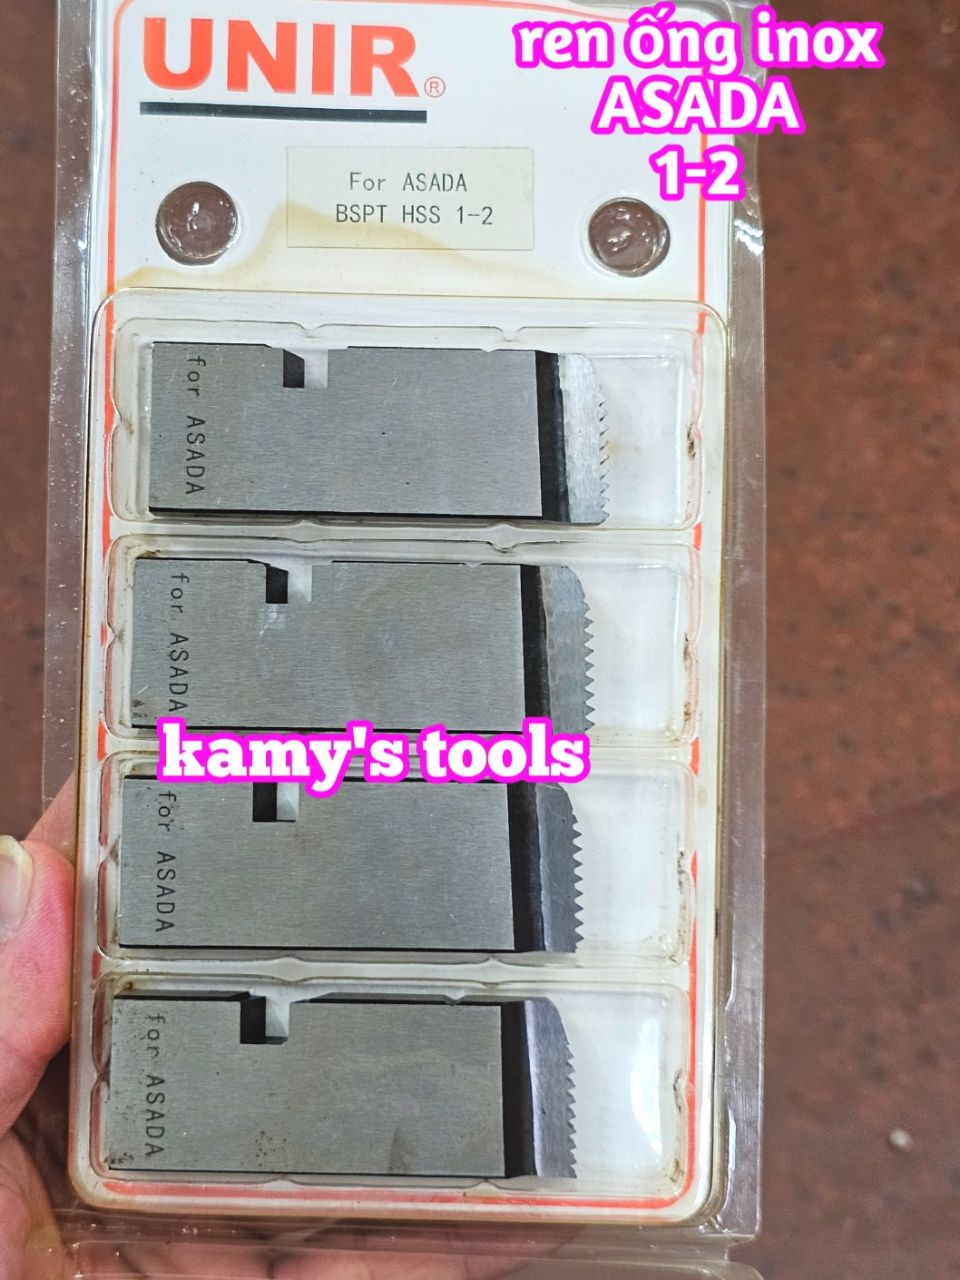 UNIR®
ren ống inox
ASADA
1-2
For ASADA
BSPT HSS 1-2
for ASADA
for ASADA
kamy's tools
for ASADA
for ASADA